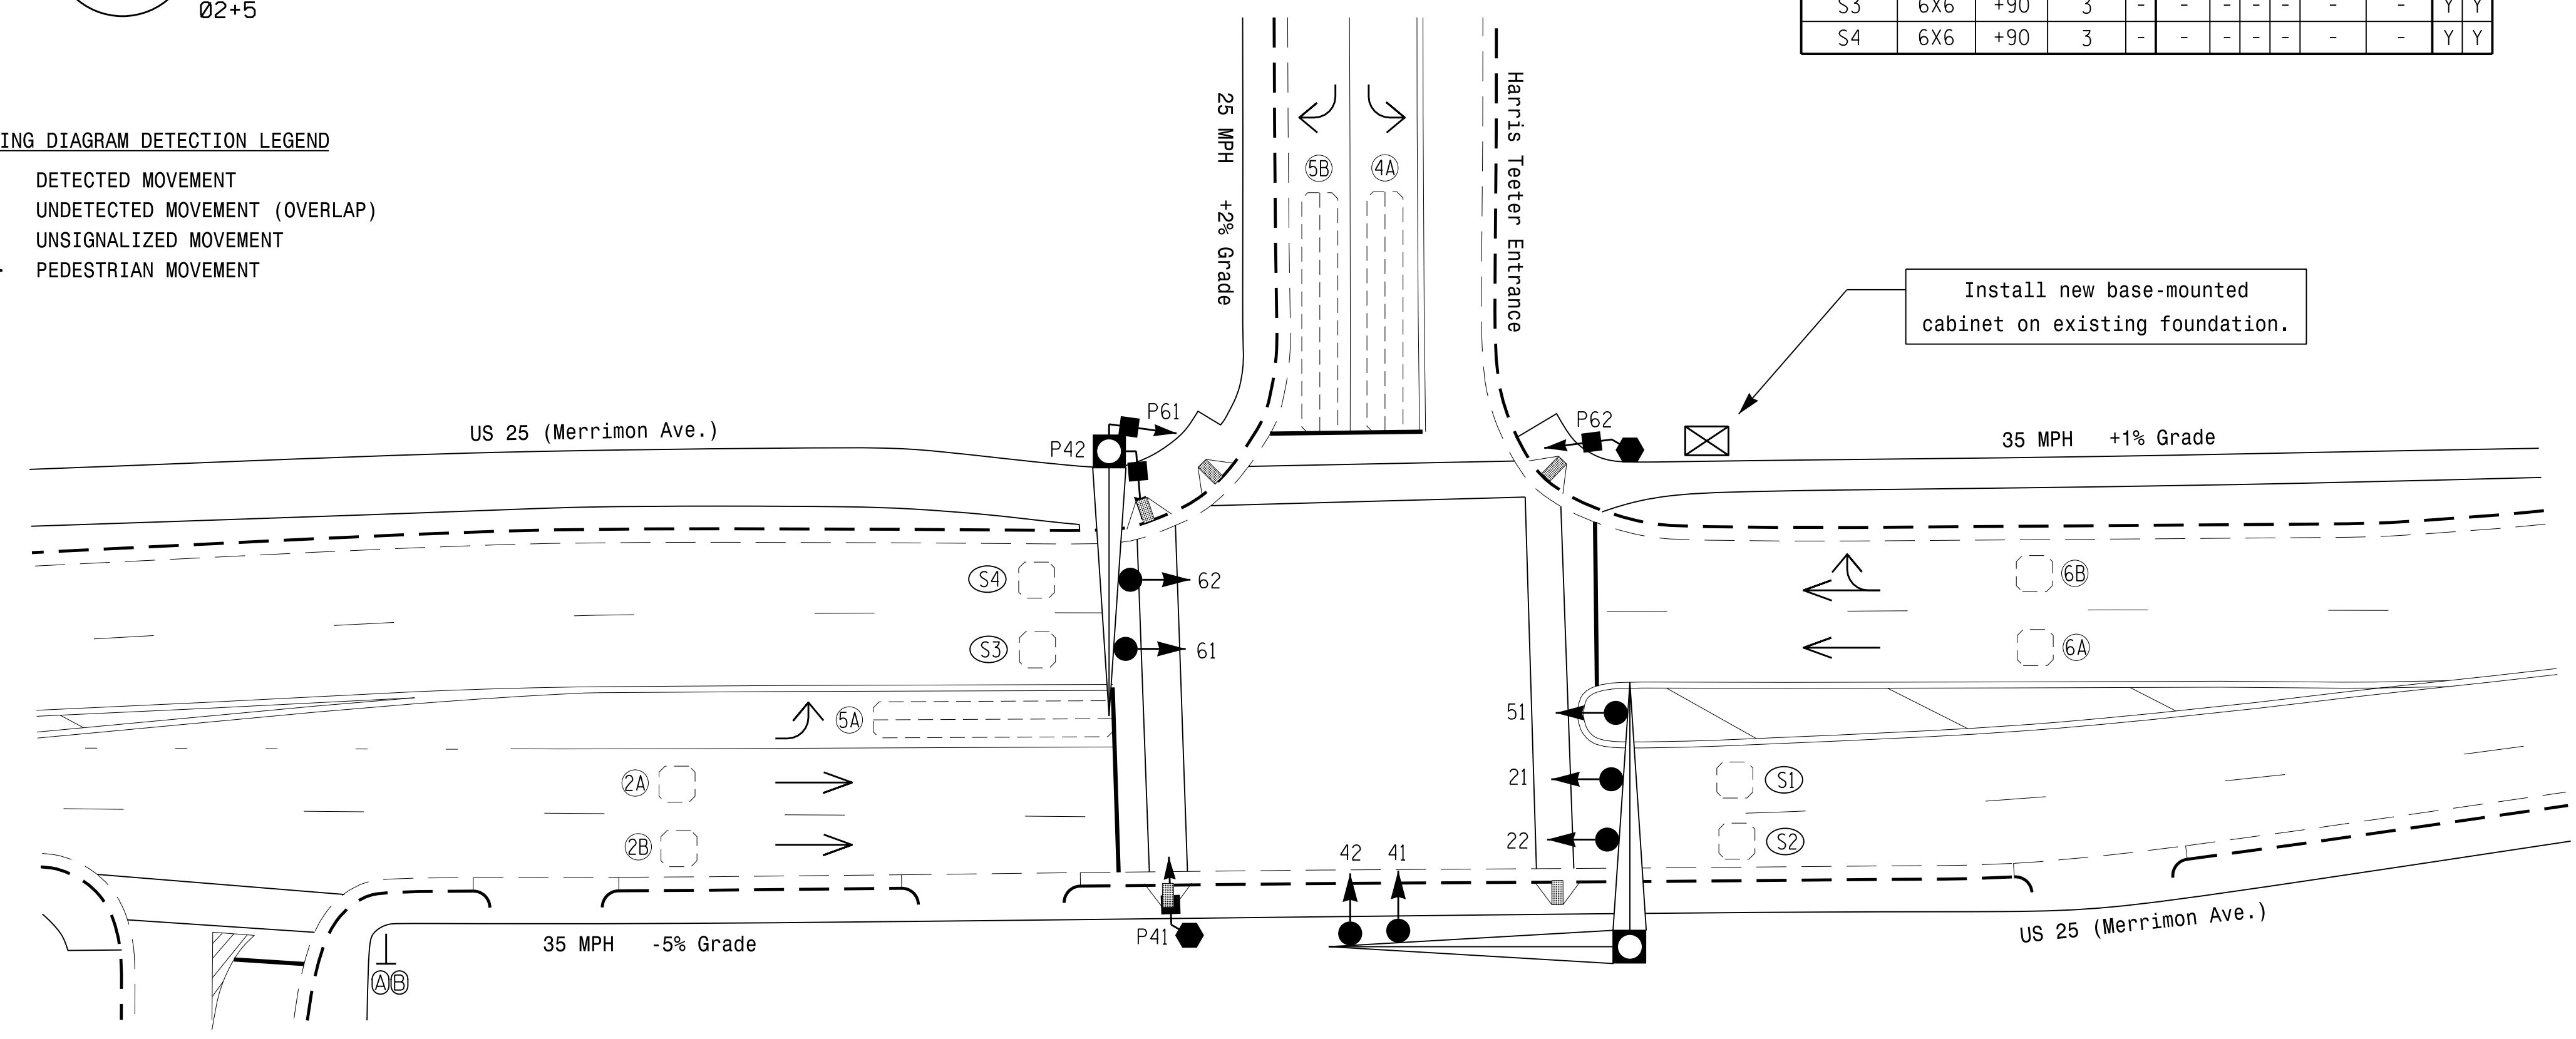 Ø02+5
S3 6X6 +90 3 - - - - - - - Y Y
S4 6X6 +90 3 - - - - - - - Y Y
ING DIAGRAM DETECTION LEGEND
DETECTED MOVEMENT
UNDETECTED MOVEMENT (OVERLAP)
UNSIGNALIZED MOVEMENT
PEDESTRIAN MOVEMENT
25 MPH +2% Grade
Harris Teeter Entrance
5B
4A
Install new base-mounted
cabinet on existing foundation.
US 25 (Merrimon Ave.)
P61
P42
P62
35 MPH +1% Grade
S4
62
6B
S3
61
6A
5A
51
2A
21
S1
2B
22
S2
42 41
P41
35 MPH -5% Grade
US 25 (Merrimon Ave.)
A B